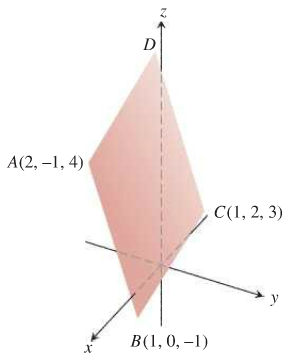 z
D
A(2, –1, 4)
C(1, 2, 3)
y
x
B(1, 0, –1)